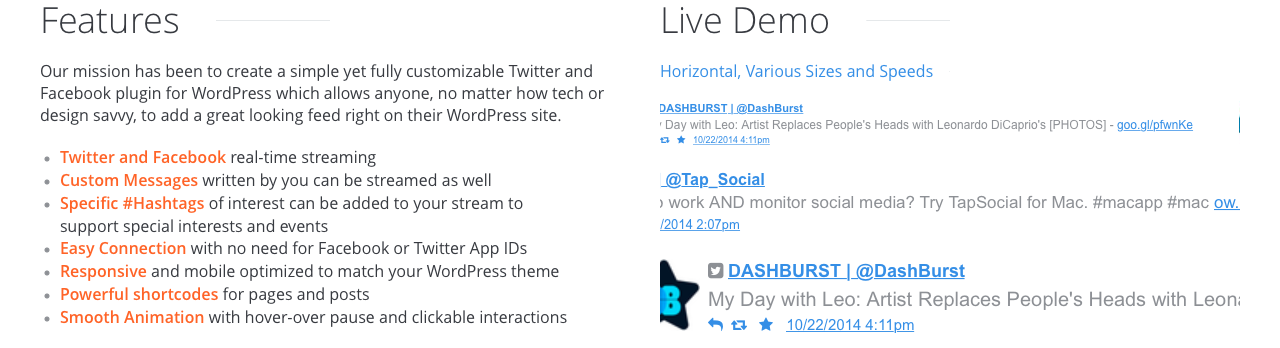 Features
Our mission has been to create a simple yet fully customizable Twitter and
Facebook plugin for WordPress which allows anyone, no matter how tech or
design savvy, to add a great looking feed right on their WordPress site.
Twitter and Facebook real-time streaming
Custom Messages written by you can be streamed as well
Specific #Hashtags of interest can be added to your stream to
support special interests and events
Easy Connection with no need for Facebook or Twitter App IDs
Responsive and mobile optimized to match your WordPress theme
Powerful shortcodes for pages and posts
Smooth Animation with hover-over pause and clickable interactions
Live Demo
Horizontal, Various Sizes and Speeds
DASHBURST | @DashBurst
Day with Leo: Artist Replaces People's Heads with Leonardo DiCaprio's [PHOTOS] - goo.gl/pfwnKe
10/22/2014 4:11pm
@Tap_Social
work AND monitor social media? Try TapSocial for Mac. #macapp #mac ow.
/2014 2:07pm
DASHBURST | @DashBurst
My Day with Leo: Artist Replaces People's Heads with
10/22/2014 4:11pm